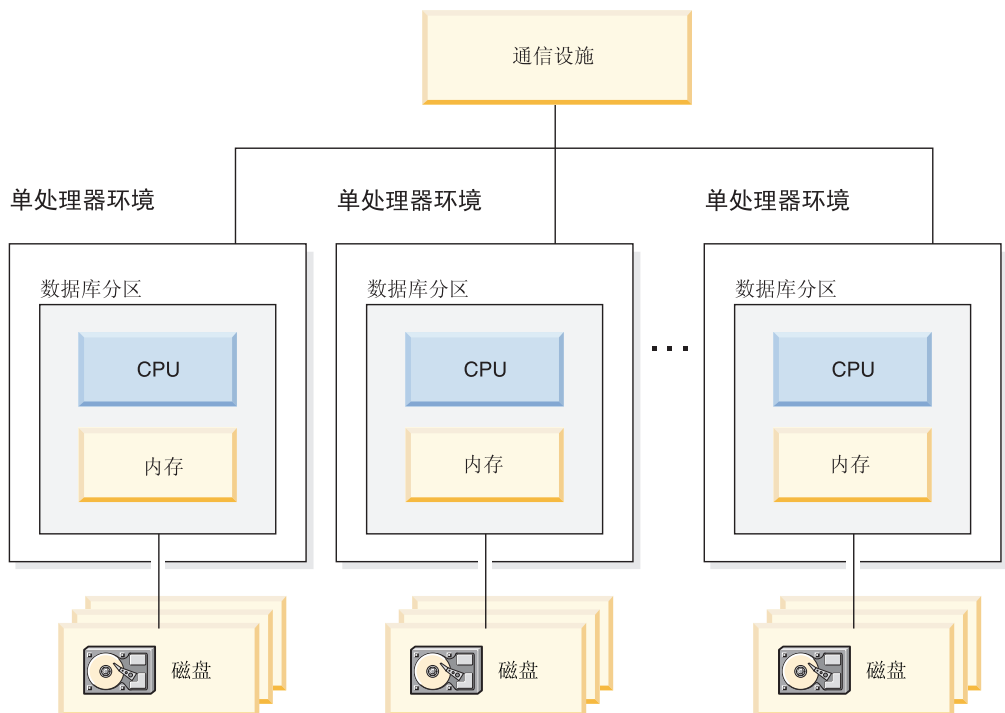 通信设施
单处理器环境
单处理器环境
单处理器环境
数据库分区
数据库分区
数据库分区
CPU
CPU
CPU
内存
内存
内存
磁盘
磁盘
磁盘